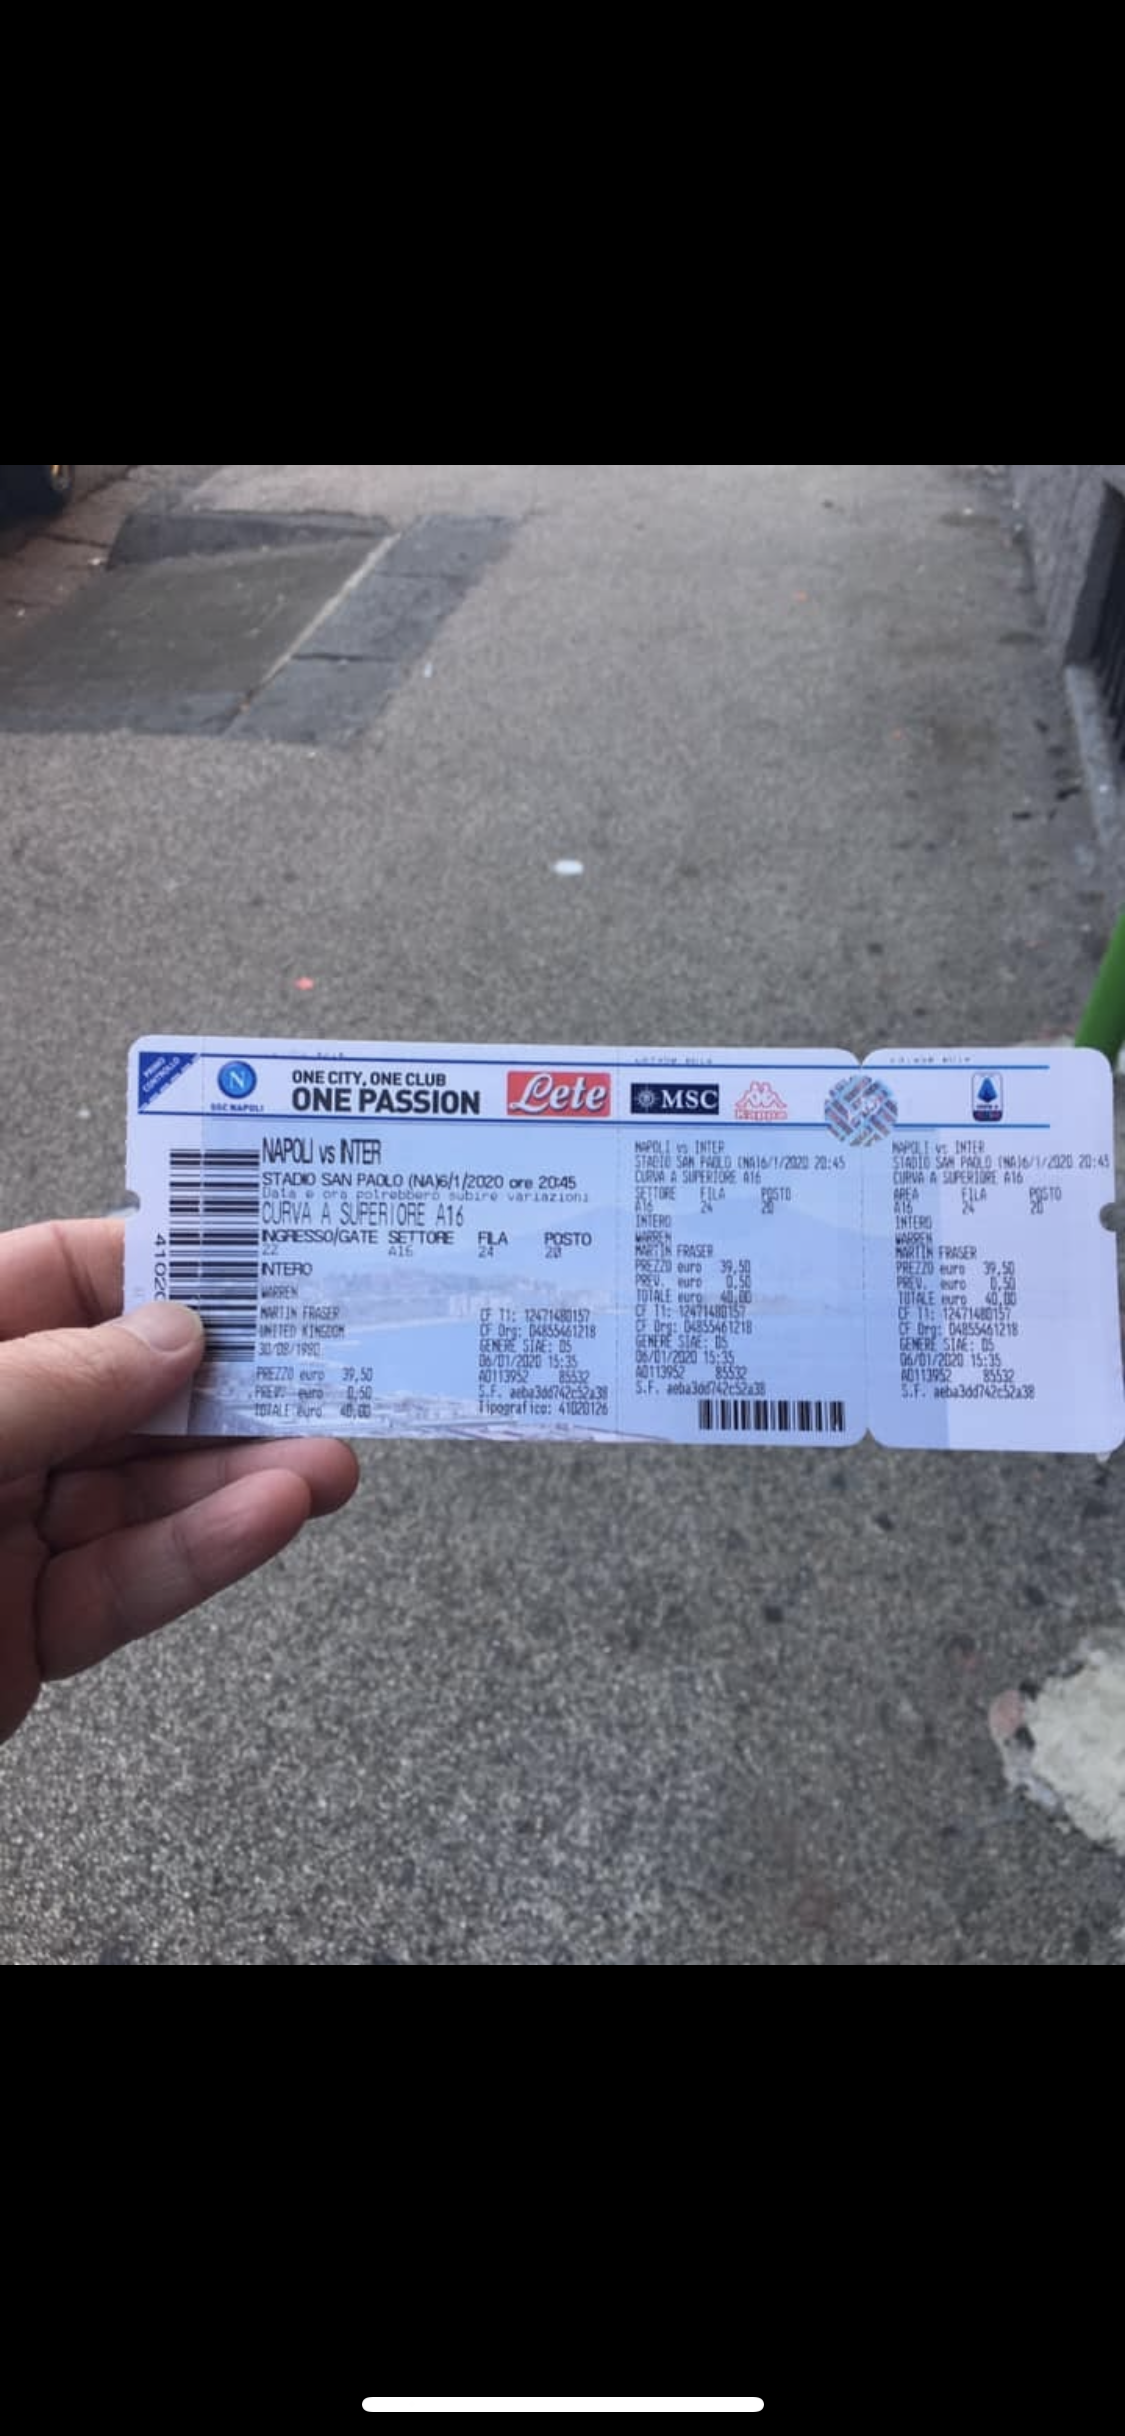 PRIMO
CONTROLLO
SSC NAPOLI
ONE CITY, ONE CLUB
ONE PASSION
Lete
MSC
Kappa
41020
NAPOLI vs INTER
STADIO SAN PAOLO (NA)6/1/2020 ore 20:45
Data e ora potrebbero subire variazioni
CURVA A SUPERIORE A16
INGRESSO/GATE SETTORE FILA POSTO
22 A16 24 20
INTERO
WARREN
MARTIN FRASER
UNITED KINGDOM
30/08/1980
PREZZO euro 39,50
PREV. euro 0,50
TOTALE euro 40,00
CF T1: 12471480157
CF Org: 04855461218
GENERE SIAE: 05
06/01/2020 15:35
A0113952 85532
S.F. aeba3dd742c52a38
Tipografico: 41020126
NAPOLI vs INTER
STADIO SAN PAOLO (NA)6/1/2020 20:45
CURVA A SUPERIORE A16
SETTORE FILA POSTO
A16 24 20
INTERO
WARREN
MARTIN FRASER
PREZZO euro 39,50
PREV. euro 0,50
TOTALE euro 40,00
CF T1: 12471480157
CF Org: 04855461218
GENERE SIAE: 05
06/01/2020 15:35
A0113952 85532
S.F. aeba3dd742c52a38
NAPOLI vs INTER
STADIO SAN PAOLO (NA)6/1/2020 20:45
CURVA A SUPERIORE A16
AREA FILA POSTO
A16 24 20
INTERO
WARREN
MARTIN FRASER
PREZZO euro 39,50
PREV. euro 0,50
TOTALE euro 40,00
CF T1: 12471480157
CF Org: 04855461218
GENERE SIAE: 05
06/01/2020 15:35
A0113952 85532
S.F. aeba3dd742c52a38